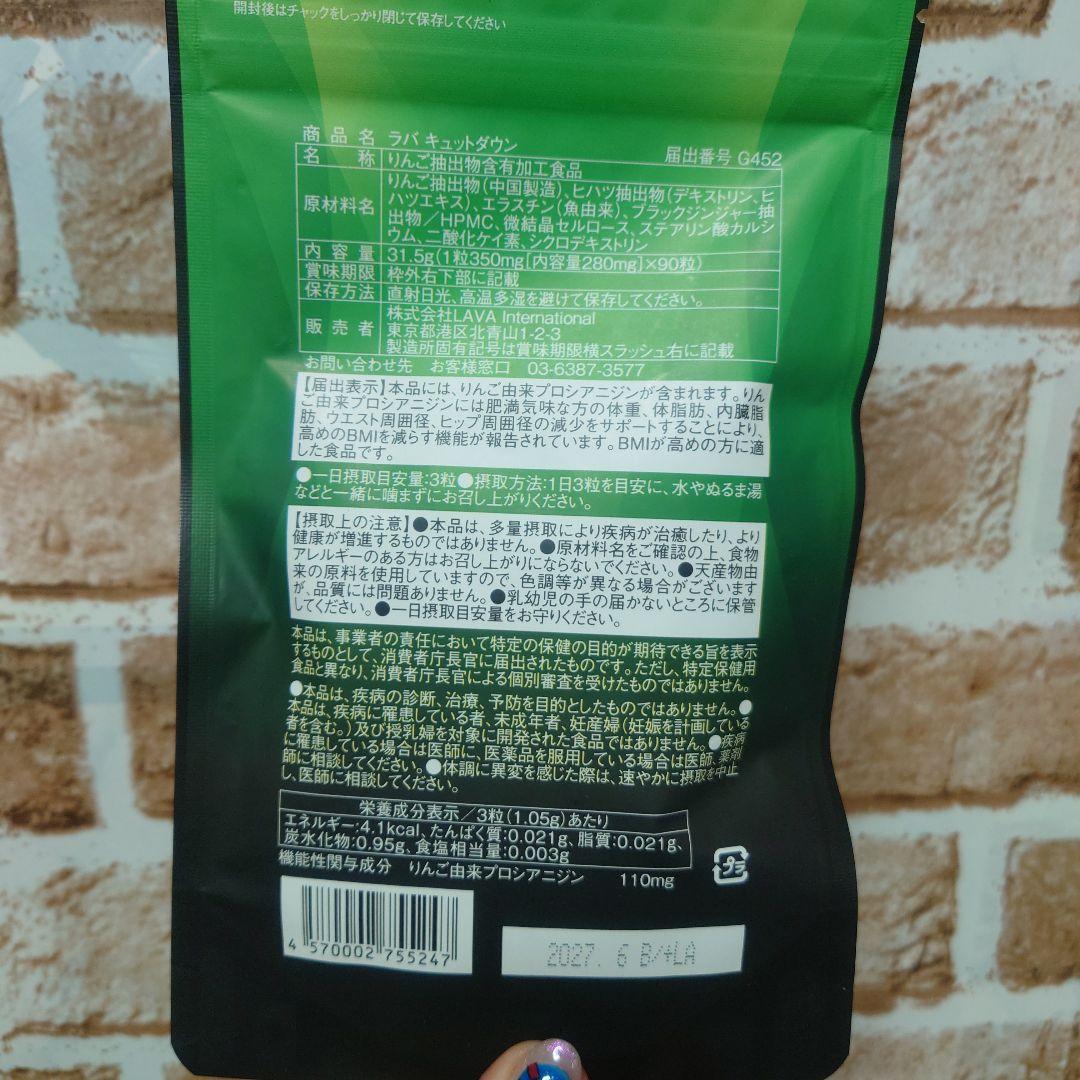 開封後はチャックをしっかり閉じて保存してください
商品名 ラバ キュットダウン 届出番号 G452
名称 りんご抽出物含有加工食品
原材料名 りんご抽出物(中国製造)、ヒハツ抽出物(デキストリン、ヒ
ハツエキス)、エラスチン(魚由来)、ブラックジンジャー抽
出物/HPMC、微結晶セルロース、ステアリン酸カルシ
ウム、二酸化ケイ素、シクロデキストリン
内容量 31.5g(1粒350mg[内容量280mg]×90粒)
賞味期限 枠外右下部に記載
保存方法 直射日光、高温多湿を避けて保存してください。
販売者 株式会社LAVA International
東京都港区北青山1-2-3
製造所固有記号は賞味期限横スラッシュ右に記載
お問い合わせ先 お客様窓口 03-6387-3577
【届出表示】本品には、りんご由来プロシアニジンが含まれます。りん
ご由来プロシアニジンには肥満気味な方の体重、体脂肪、内臓脂
肪、ウエスト周囲径、ヒップ周囲径の減少をサポートすることにより、
高めのBMIを減らす機能が報告されています。BMIが高めの方に適
した食品です。
●一日摂取目安量:3粒●摂取方法:1日3粒を目安に、水やぬるま湯
などと一緒に噛まずにお召し上がりください。
【摂取上の注意】●本品は、多量摂取により疾病が治癒したり、より
健康が増進するものではありません。●原材料名をご確認の上、食物
アレルギーのある方はお召し上がりにならないでください。●天産物由
来の原料を使用していますので、色調等が異なる場合がございます
が、品質には問題ありません。●乳幼児の手の届かないところに保管
してください。●一日摂取目安量をお守りください。
本品は、事業者の責任において特定の保健の目的が期待できる旨を表示
するものとして、消費者庁長官に届出されたものです。ただし、特定保健用
食品と異なり、消費者庁長官による個別審査を受けたものではありません。
●本品は、疾病の診断、治療、予防を目的としたものではありません。●
本品は、疾病に罹患している者、未成年者、妊産婦(妊娠を計画している
者を含む。)及び授乳婦を対象に開発された食品ではありません。●疾病
に罹患している場合は医師に、医薬品を服用している場合は医師、薬剤
師に相談してください。●体調に異変を感じた際は、速やかに摂取を中止
し、医師に相談してください。
栄養成分表示/3粒(1.05g)あたり
エネルギー:4.1kcal、たんぱく質:0.021g、脂質:0.021g、
炭水化物:0.95g、食塩相当量:0.003g
機能性関与成分 りんご由来プロシアニジン 110mg
プラ
4 570002 755247
2027. 6 B/+LA